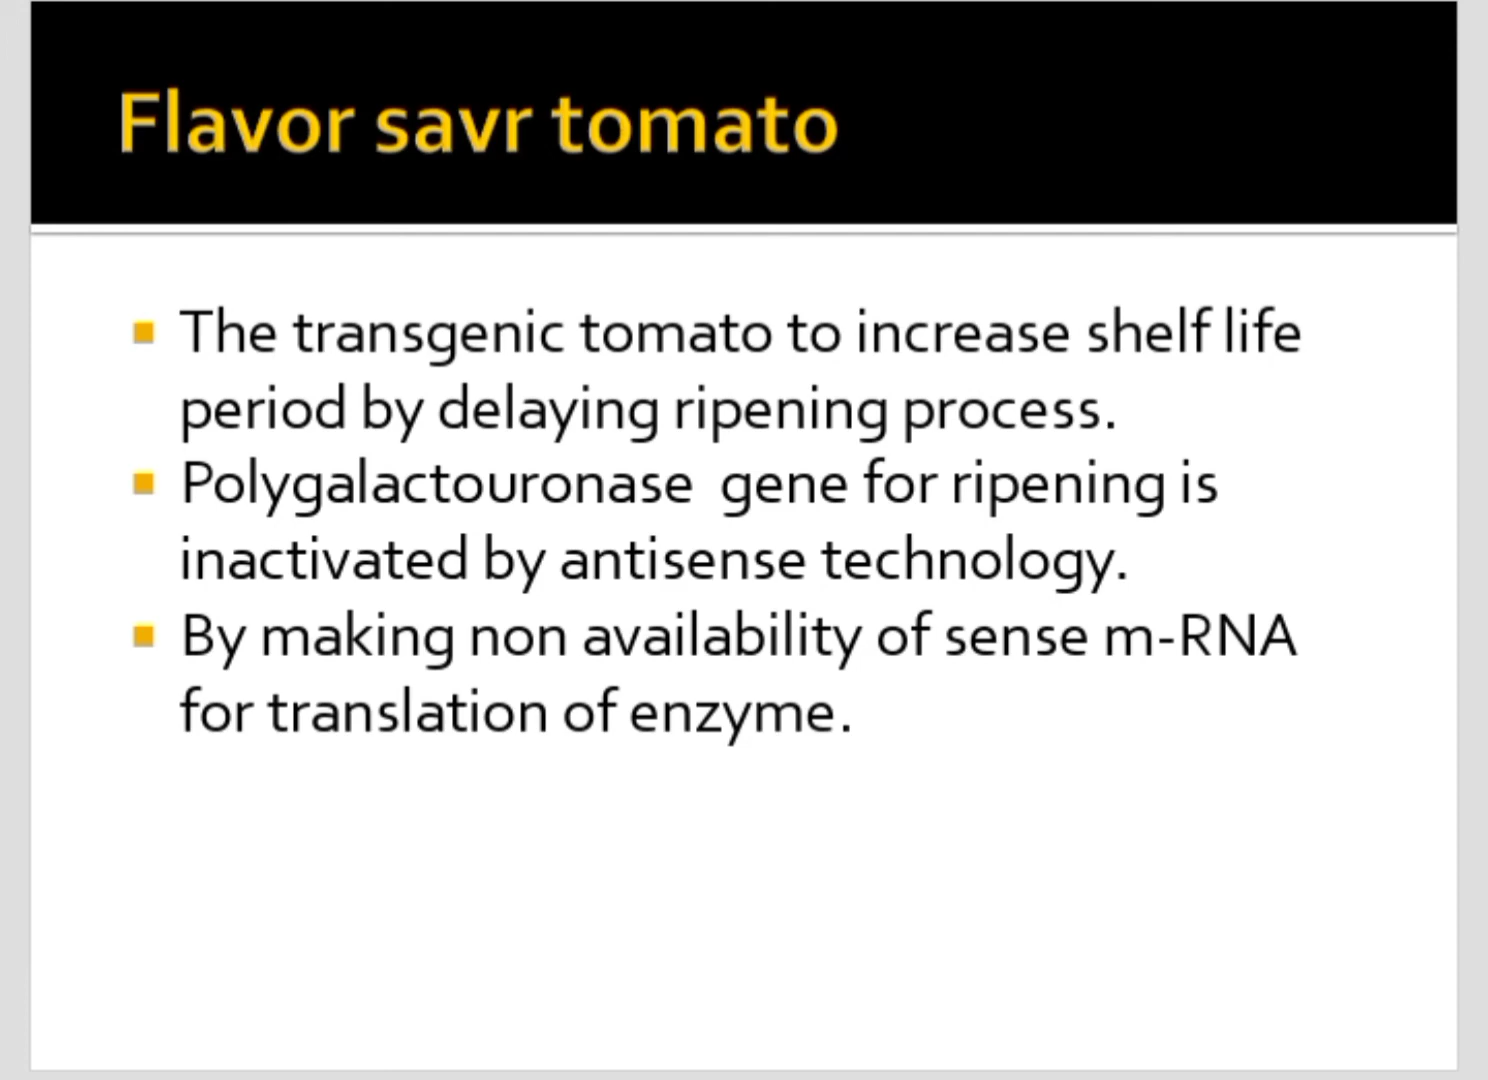 Flavor savr tomato
The transgenic tomato to increase shelf life
period by delaying ripening process.
Polygalactouronase gene for ripening is
inactivated by antisense technology.
By making non availability of sense m-RNA
for translation of enzyme.